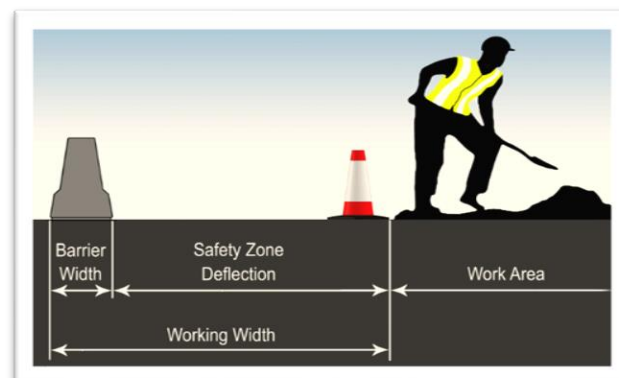 Barrier
Width
Safety Zone
Deflection
Work Area
Working Width